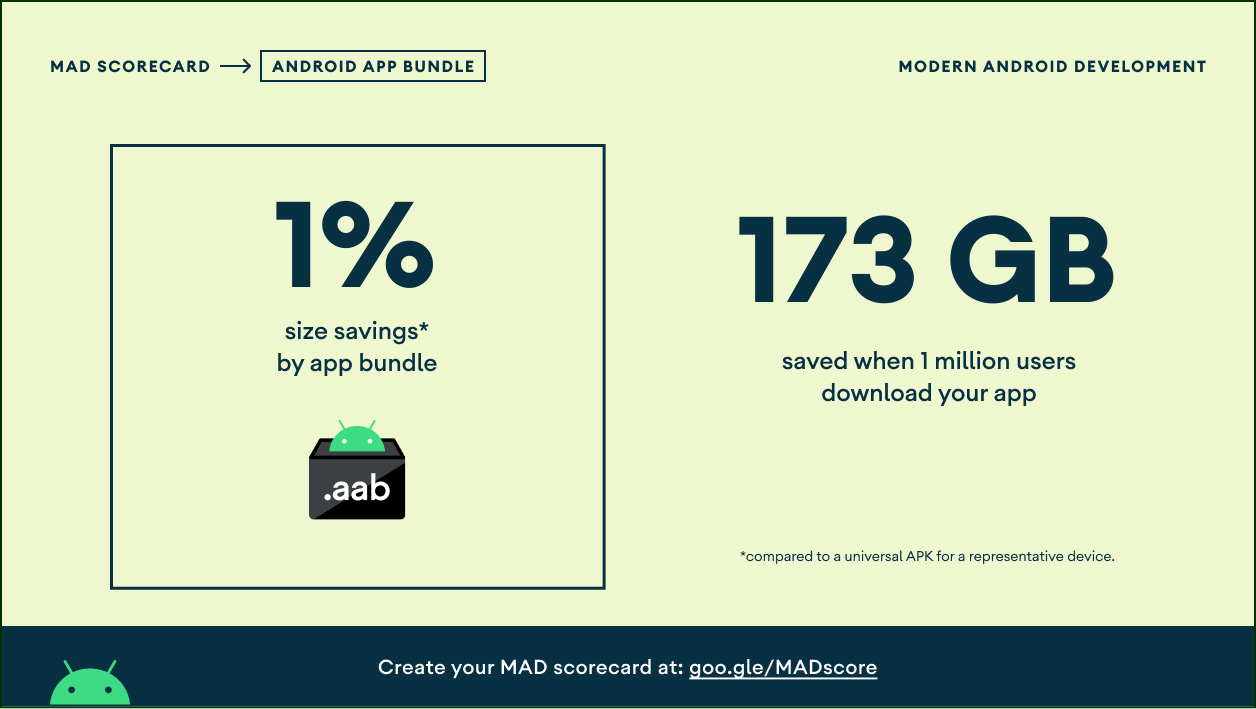 MAD SCORECARD → ANDROID APP BUNDLE
MODERN ANDROID DEVELOPMENT
1%
size savings*
by app bundle
.aab
173 GB
saved when 1 million users
download your app
*compared to a universal APK for a representative device.
Create your MAD scorecard at: goo.gle/MADscore